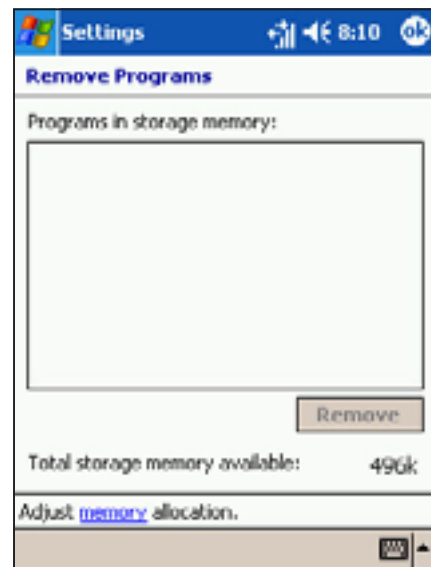 Settings 8:10 ok
Remove Programs
Programs in storage memory:
Remove
Total storage memory available: 496k
Adjust memory allocation.